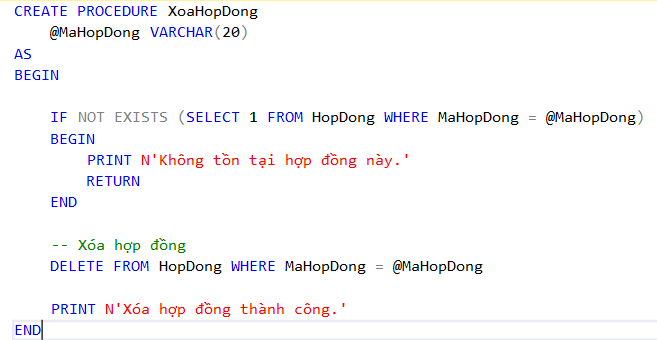 CREATE PROCEDURE XoaHopDong
@MaHopDong VARCHAR(20)
AS
BEGIN
IF NOT EXISTS (SELECT 1 FROM HopDong WHERE MaHopDong = @MaHopDong)
BEGIN
PRINT N'Không tồn tại hợp đồng này.'
RETURN
END
-- Xóa hợp đồng
DELETE FROM HopDong WHERE MaHopDong = @MaHopDong
PRINT N'Xóa hợp đồng thành công.'
END